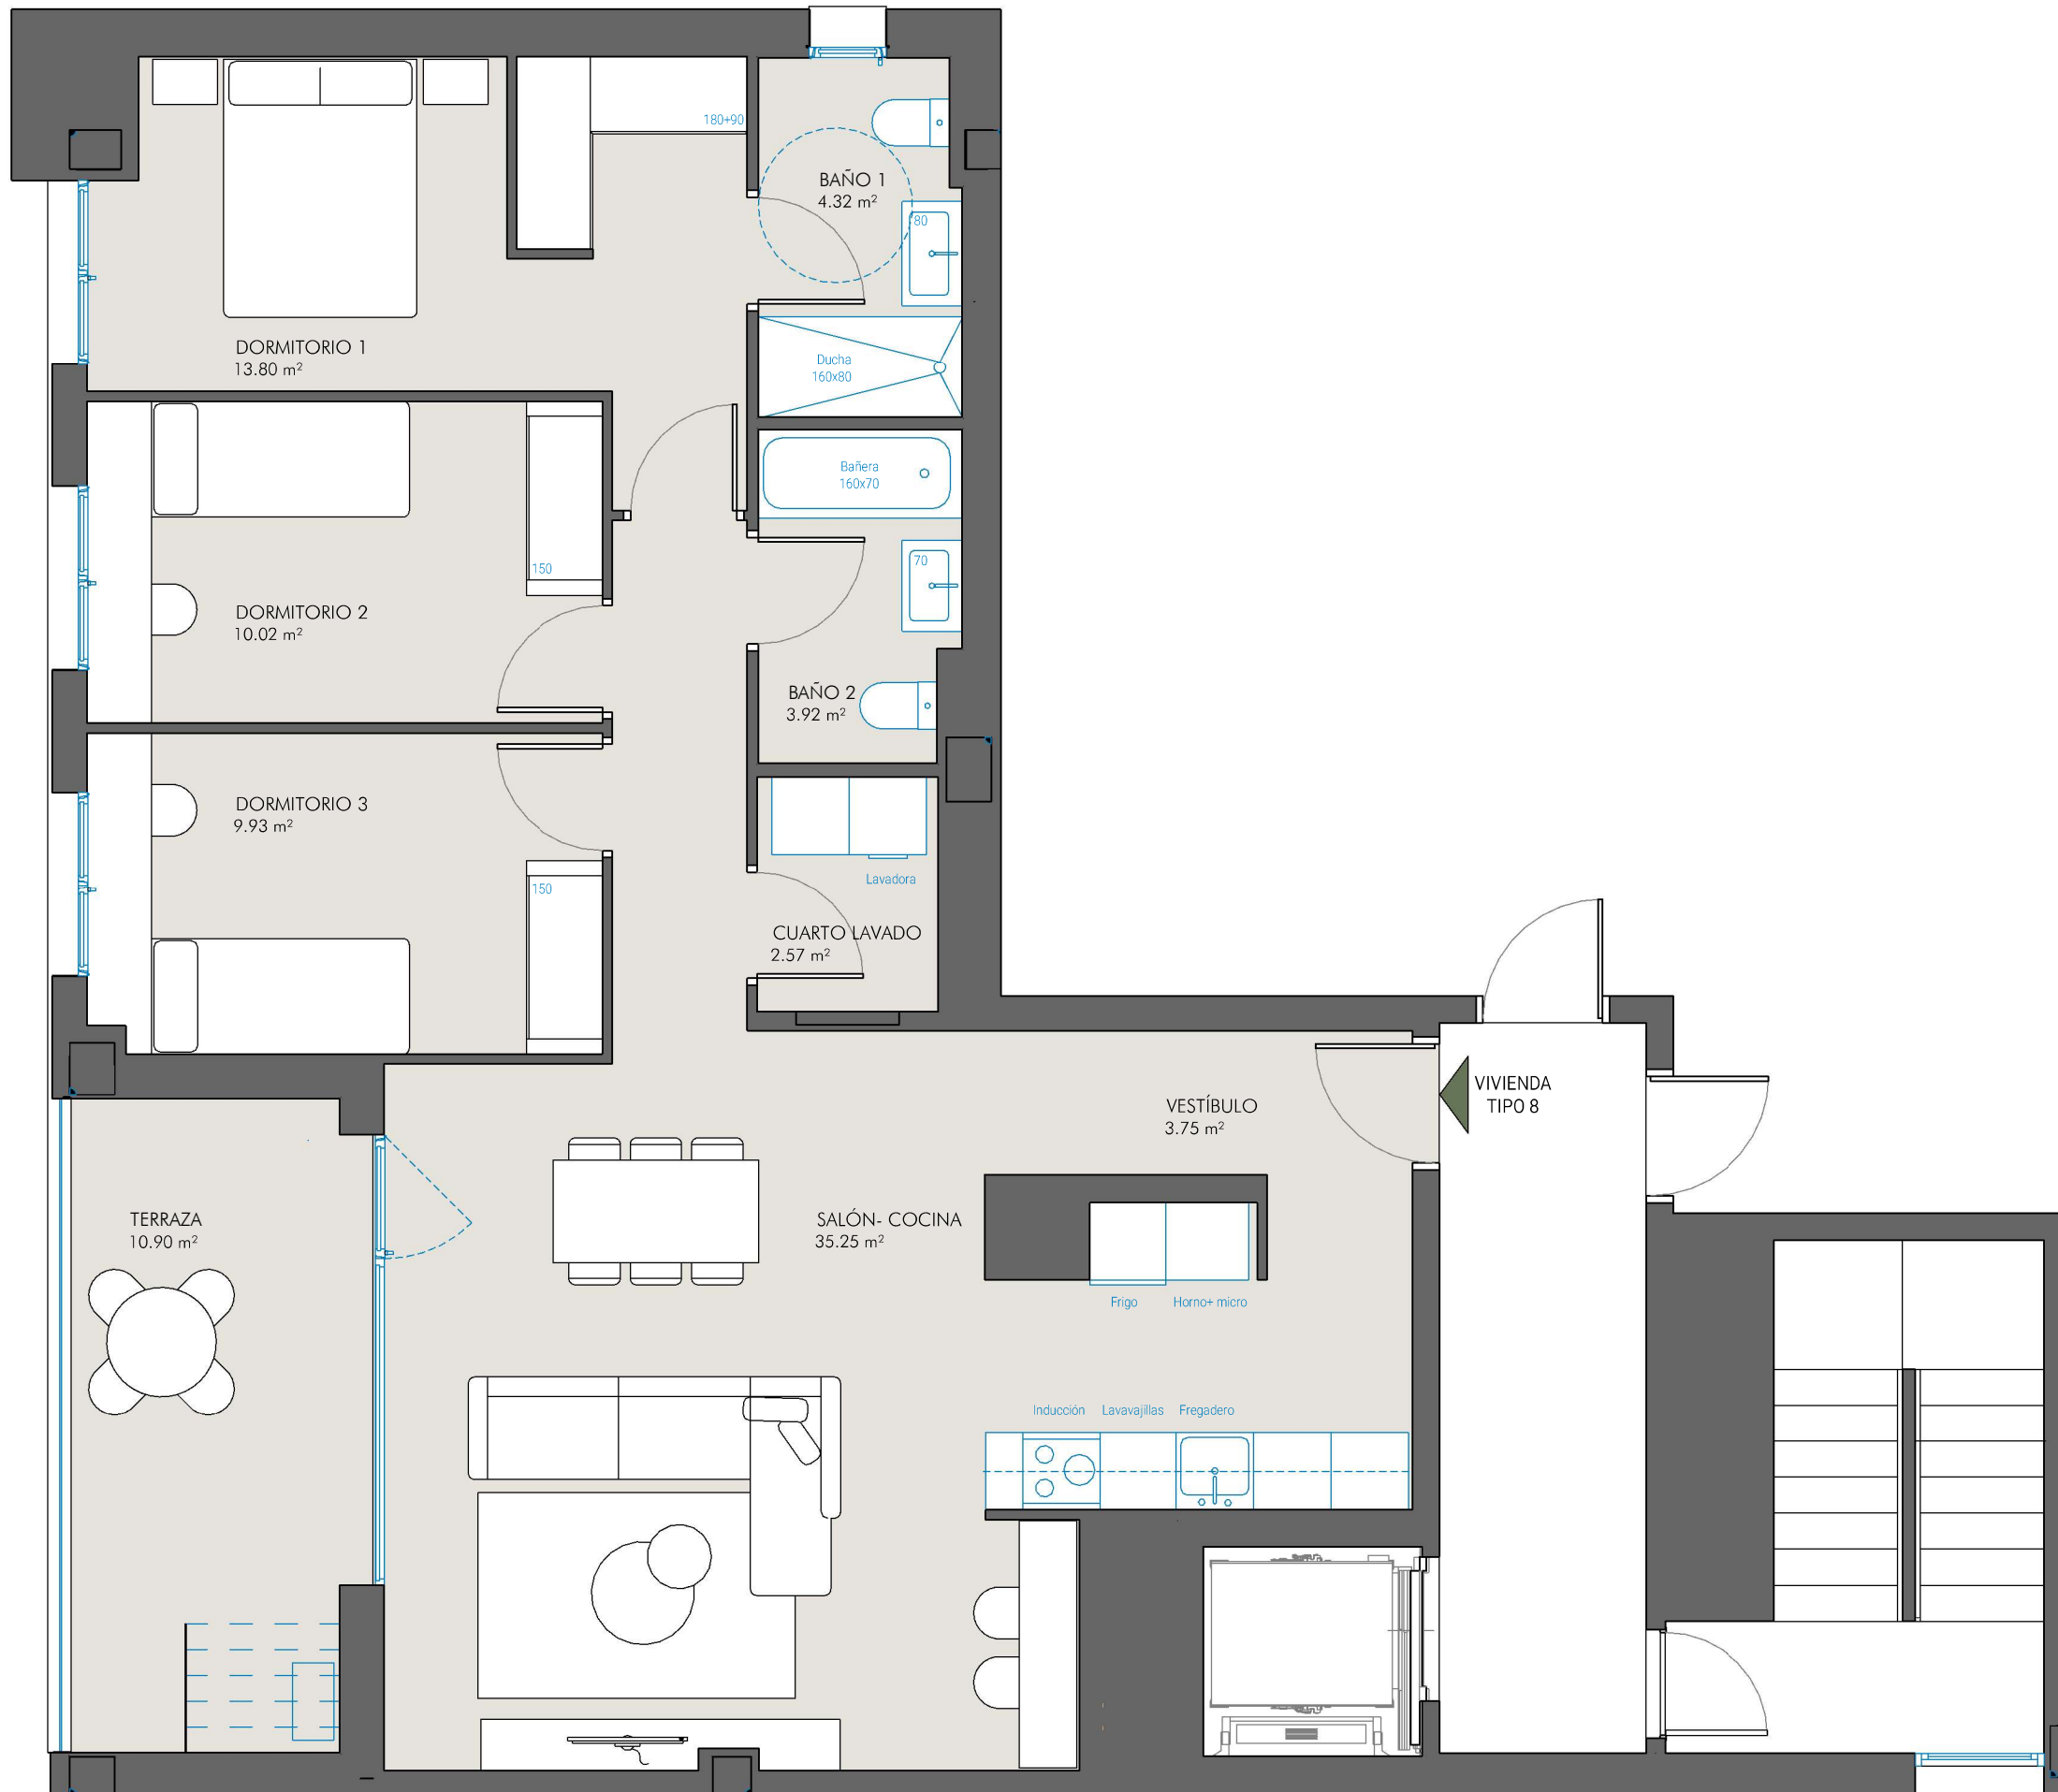 180+90
BAÑO 1
4.32 m²
80
DORMITORIO 1
13.80 m²
Ducha
160x80
Bañera
160x70
150
70
DORMITORIO 2
10.02 m²
BAÑO 2
3.92 m²
DORMITORIO 3
9.93 m²
150
Lavadora
CUARTO LAVADO
2.57 m²
VIVIENDA
TIPO 8
VESTÍBULO
3.75 m²
TERRAZA
10.90 m²
SALÓN- COCINA
35.25 m²
Frigo
Horno+ micro
Inducción
Lavavajillas
Fregadero